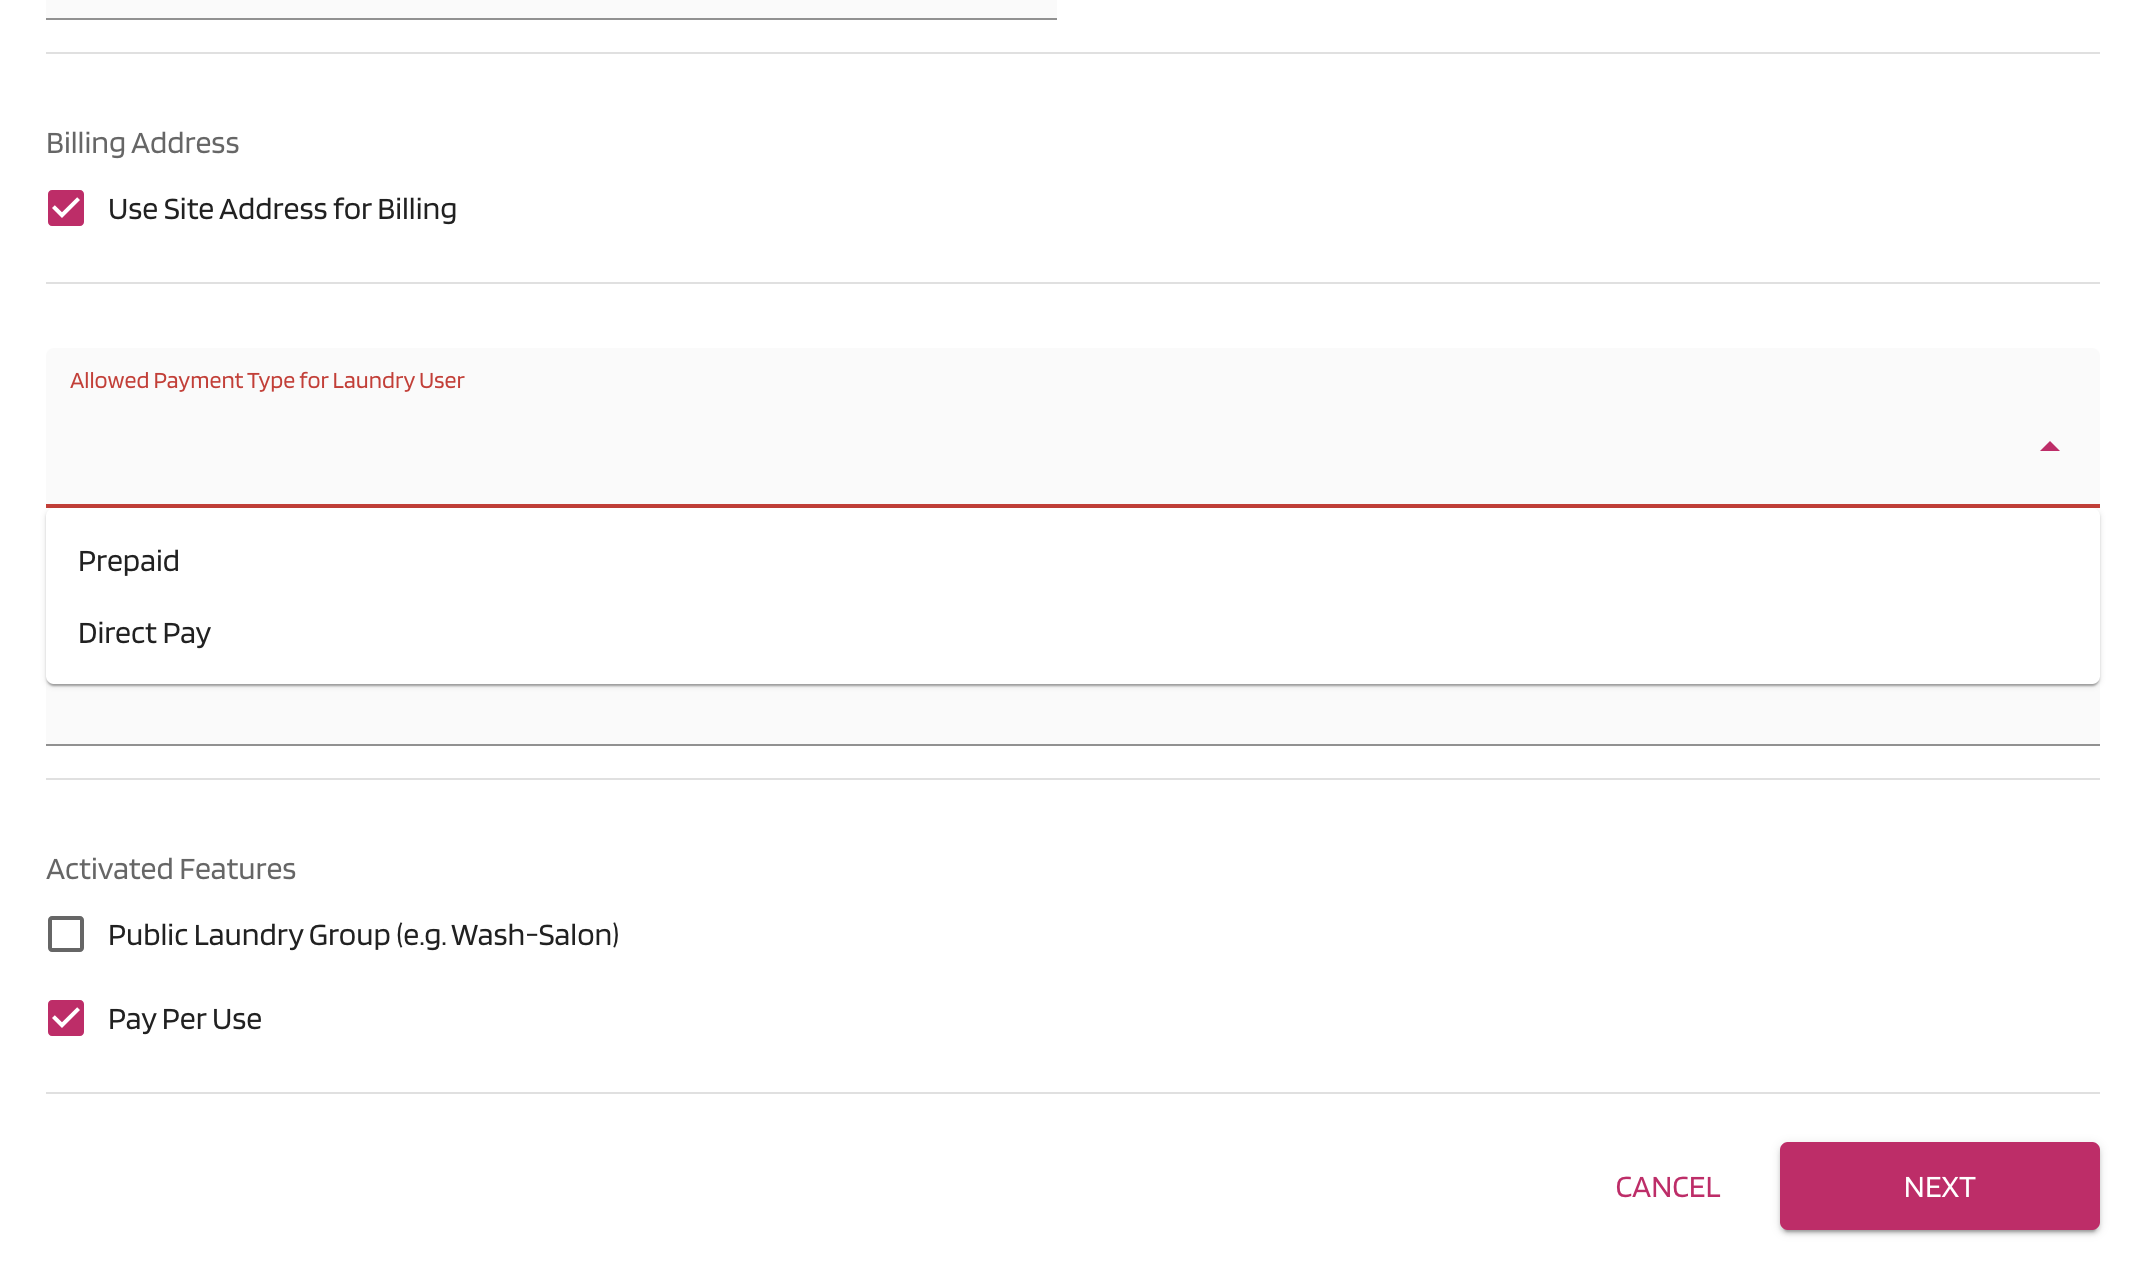 Billing Address
Use Site Address for Billing
Allowed Payment Type for Laundry User
Prepaid
Direct Pay
Activated Features
Public Laundry Group (e.g. Wash-Salon)
Pay Per Use
CANCEL
NEXT